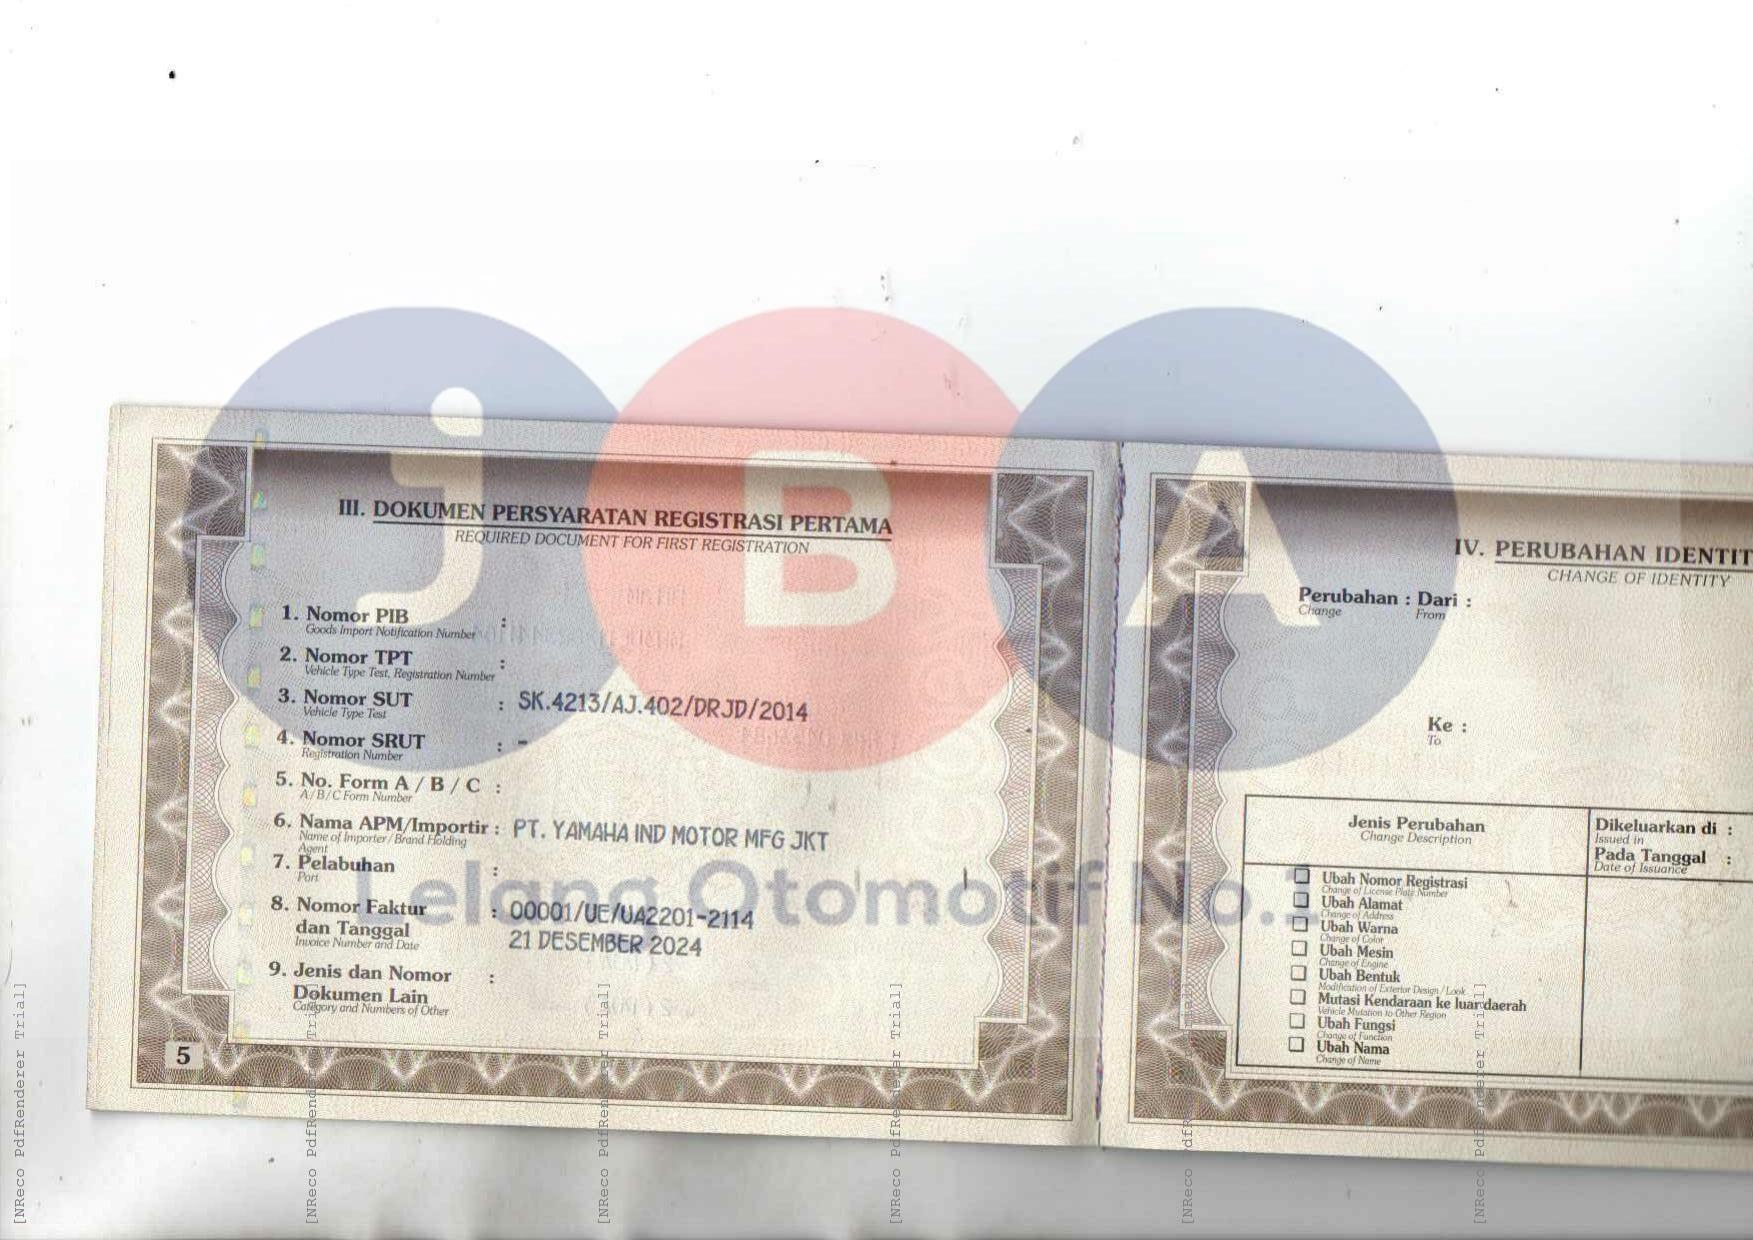 JBA
III. DOKUMEN PERSYARATAN REGISTRASI PERTAMA
REQUIRED DOCUMENT FOR FIRST REGISTRATION
1. Nomor PIB :
Goods Import Notification Number
2. Nomor TPT :
Vehicle Type Test, Registration Number
3. Nomor SUT : SK.4213/AJ.402/DRJD/2014
Vehicle Type Test
4. Nomor SRUT : -
Registration Number
5. No. Form A / B / C :
A / B / C Form Number
6. Nama APM/Importir : PT. YAMAHA IND MOTOR MFG JKT
Name of Importer / Brand Holding
Agent
7. Pelabuhan :
Port
8. Nomor Faktur : 00001/UE/UA2201-2114
dan Tanggal 21 DESEMBER 2024
Invoice Number and Date
9. Jenis dan Nomor :
Dokumen Lain
Category and Numbers of Other
5
Lelang Otomotif No.1
IV. PERUBAHAN IDENTIT
CHANGE OF IDENTITY
Perubahan : Dari :
Change From
Ke :
To
Jenis Perubahan
Change Description
Dikeluarkan di :
Issued in
Pada Tanggal :
Date of Issuance
Ubah Nomor Registrasi
Change of License Plate Number
Ubah Alamat
Change of Address
Ubah Warna
Change of Color
Ubah Mesin
Change of Engine
Ubah Bentuk
Modification of Exterior Design / Look
Mutasi Kendaraan ke luar daerah
Vehicle Mutation to Other Region
Ubah Fungsi
Change of Function
Ubah Nama
Change of Name
[NReco PdfRenderer Trial]
[NReco PdfRenderer Trial]
[NReco PdfRenderer Trial]
[NReco PdfRenderer Trial]
[NReco PdfRenderer Trial]
[NReco PdfRenderer Trial]